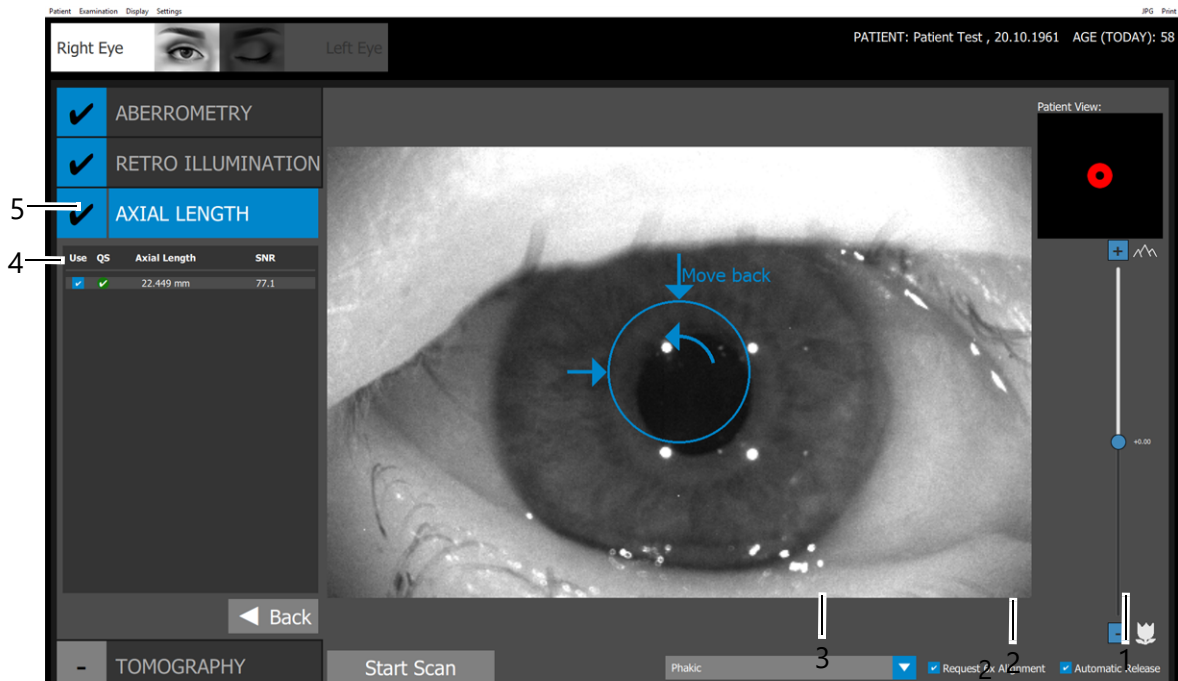 Patient Examination Display Settings JPG Print
Right Eye Left Eye PATIENT: Patient Test , 20.10.1961 AGE (TODAY): 58
ABERROMETRY
RETRO ILLUMINATION
AXIAL LENGTH
5
4
Use QS Axial Length SNR
22.449 mm 77.1
Back
- TOMOGRAPHY
Move back
Patient View:
+
+0.00
-
Start Scan
Phakic
Request 6x Alignment
Automatic Release
3
2
2
1